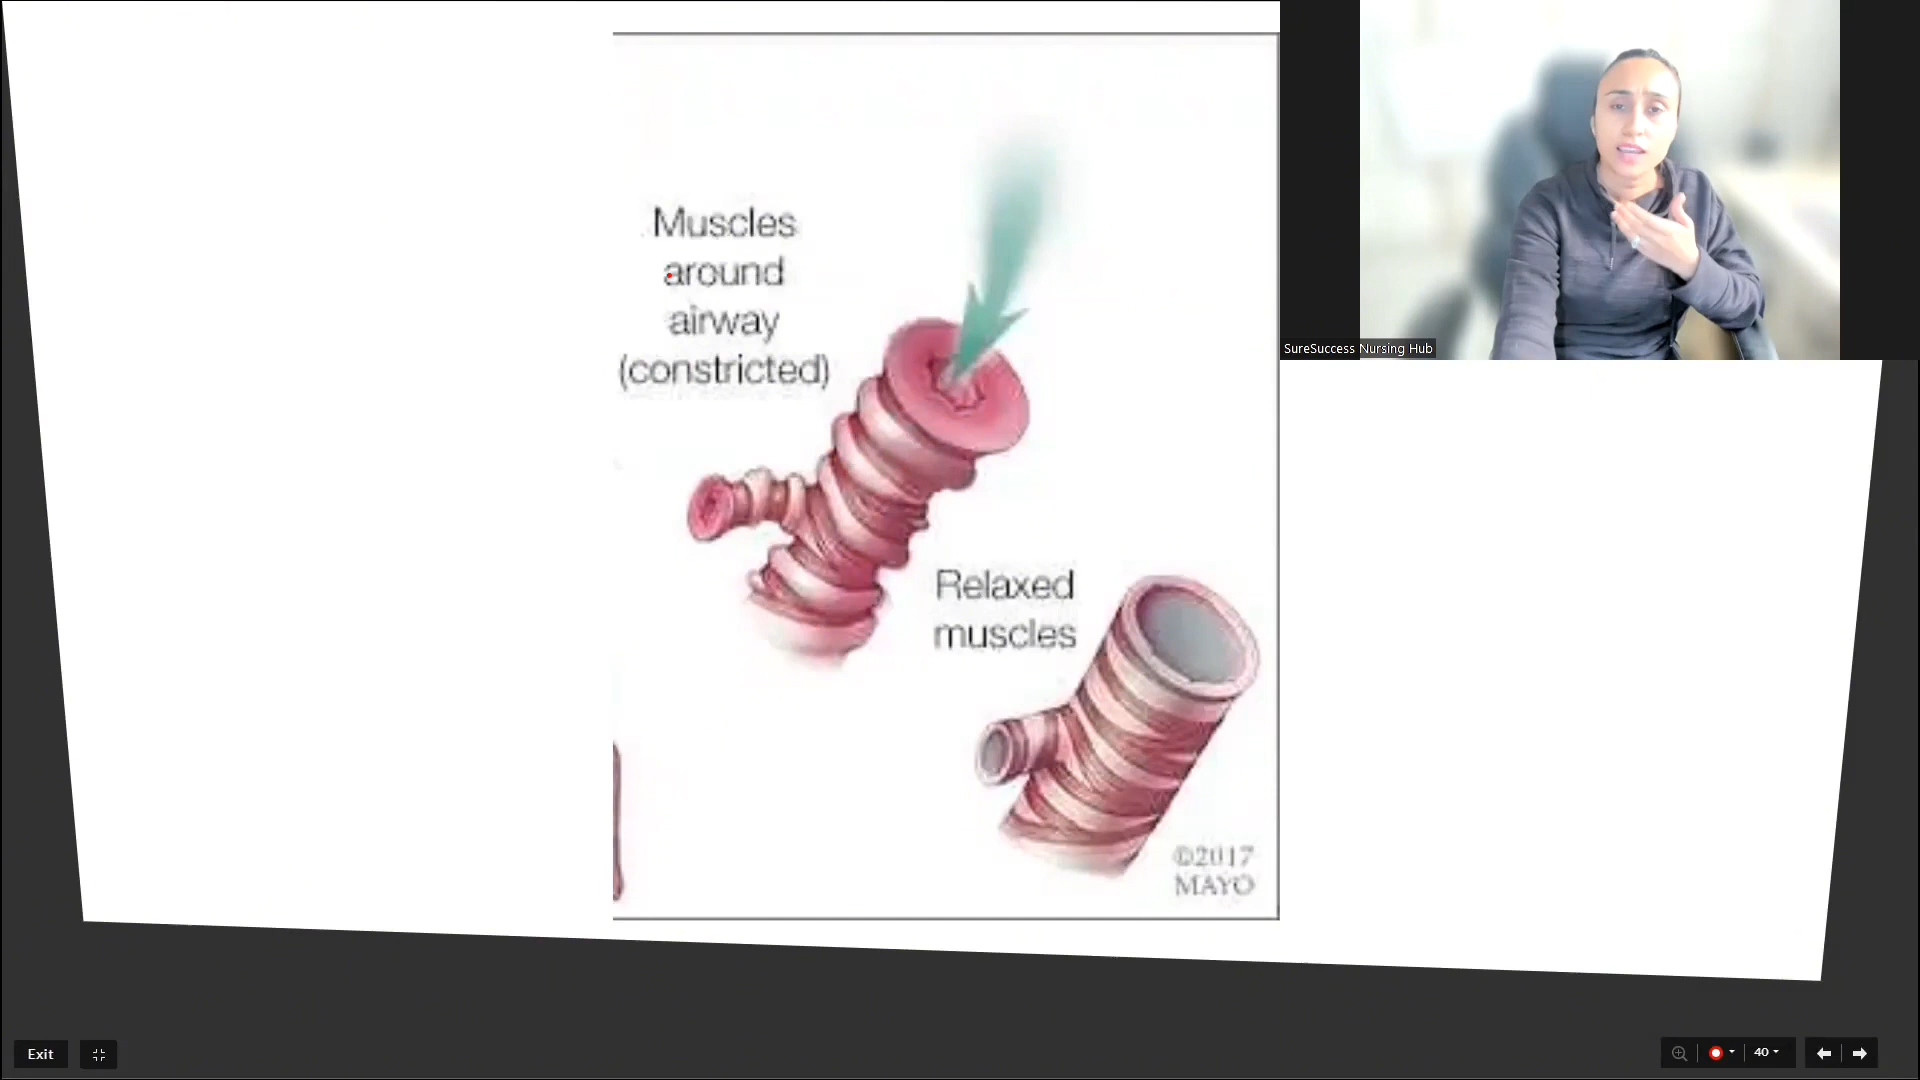 Muscles
around
airway
(constricted)
Relaxed
muscles
©2017
MAYO
SureSuccess Nursing Hub
Exit
40